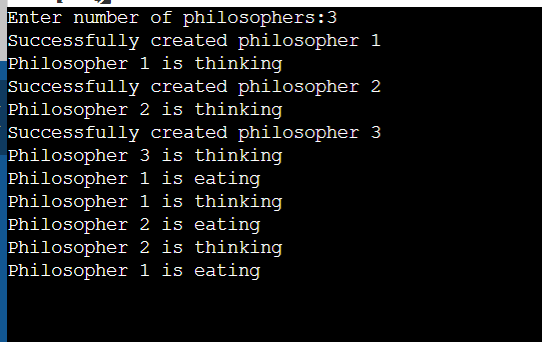 Enter number of philosophers:3
Successfully created philosopher 1
Philosopher 1 is thinking
Successfully created philosopher 2
Philosopher 2 is thinking
Successfully created philosopher 3
Philosopher 3 is thinking
Philosopher 1 is eating
Philosopher 1 is thinking
Philosopher 2 is eating
Philosopher 2 is thinking
Philosopher 1 is eating